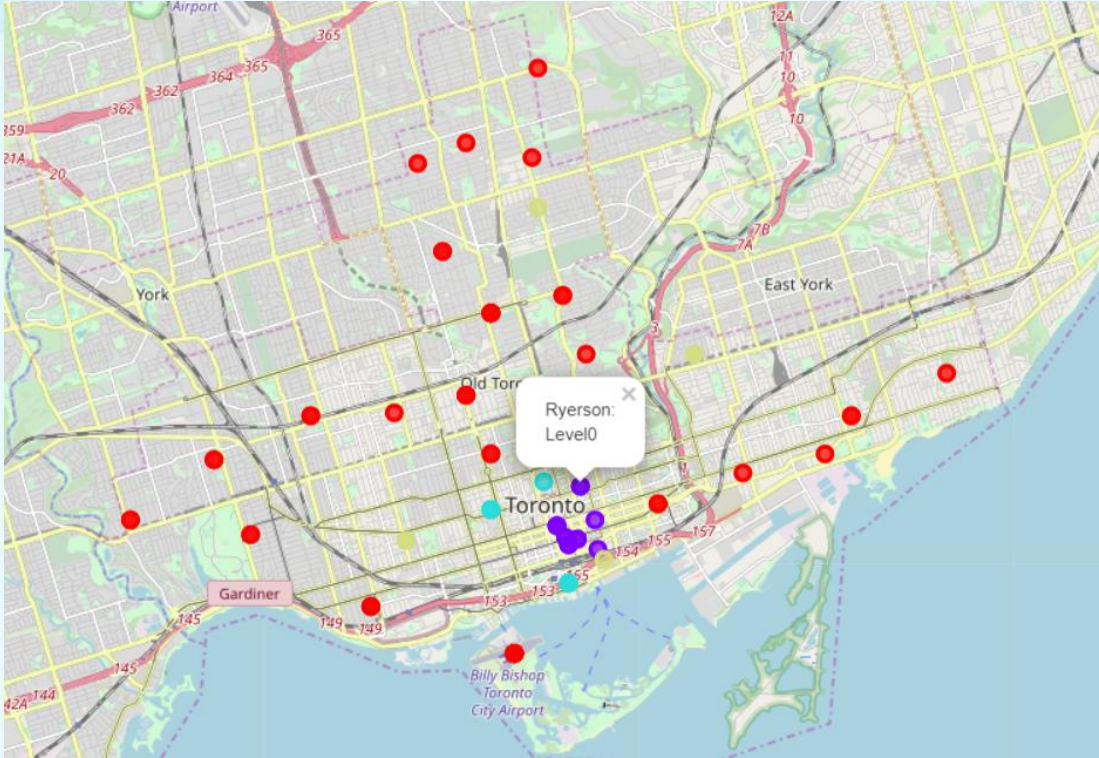 Airport
365
12A
365
364
362
11
10
362
10
359
21A
20
7B
7A
York
East York
3
Old Toro
×
Ryerson:
Level0
1
Toronto
157
154
155
155
Gardiner
153
153
149
149
145
145
144
42A
Billy Bishop
Toronto
City Airport